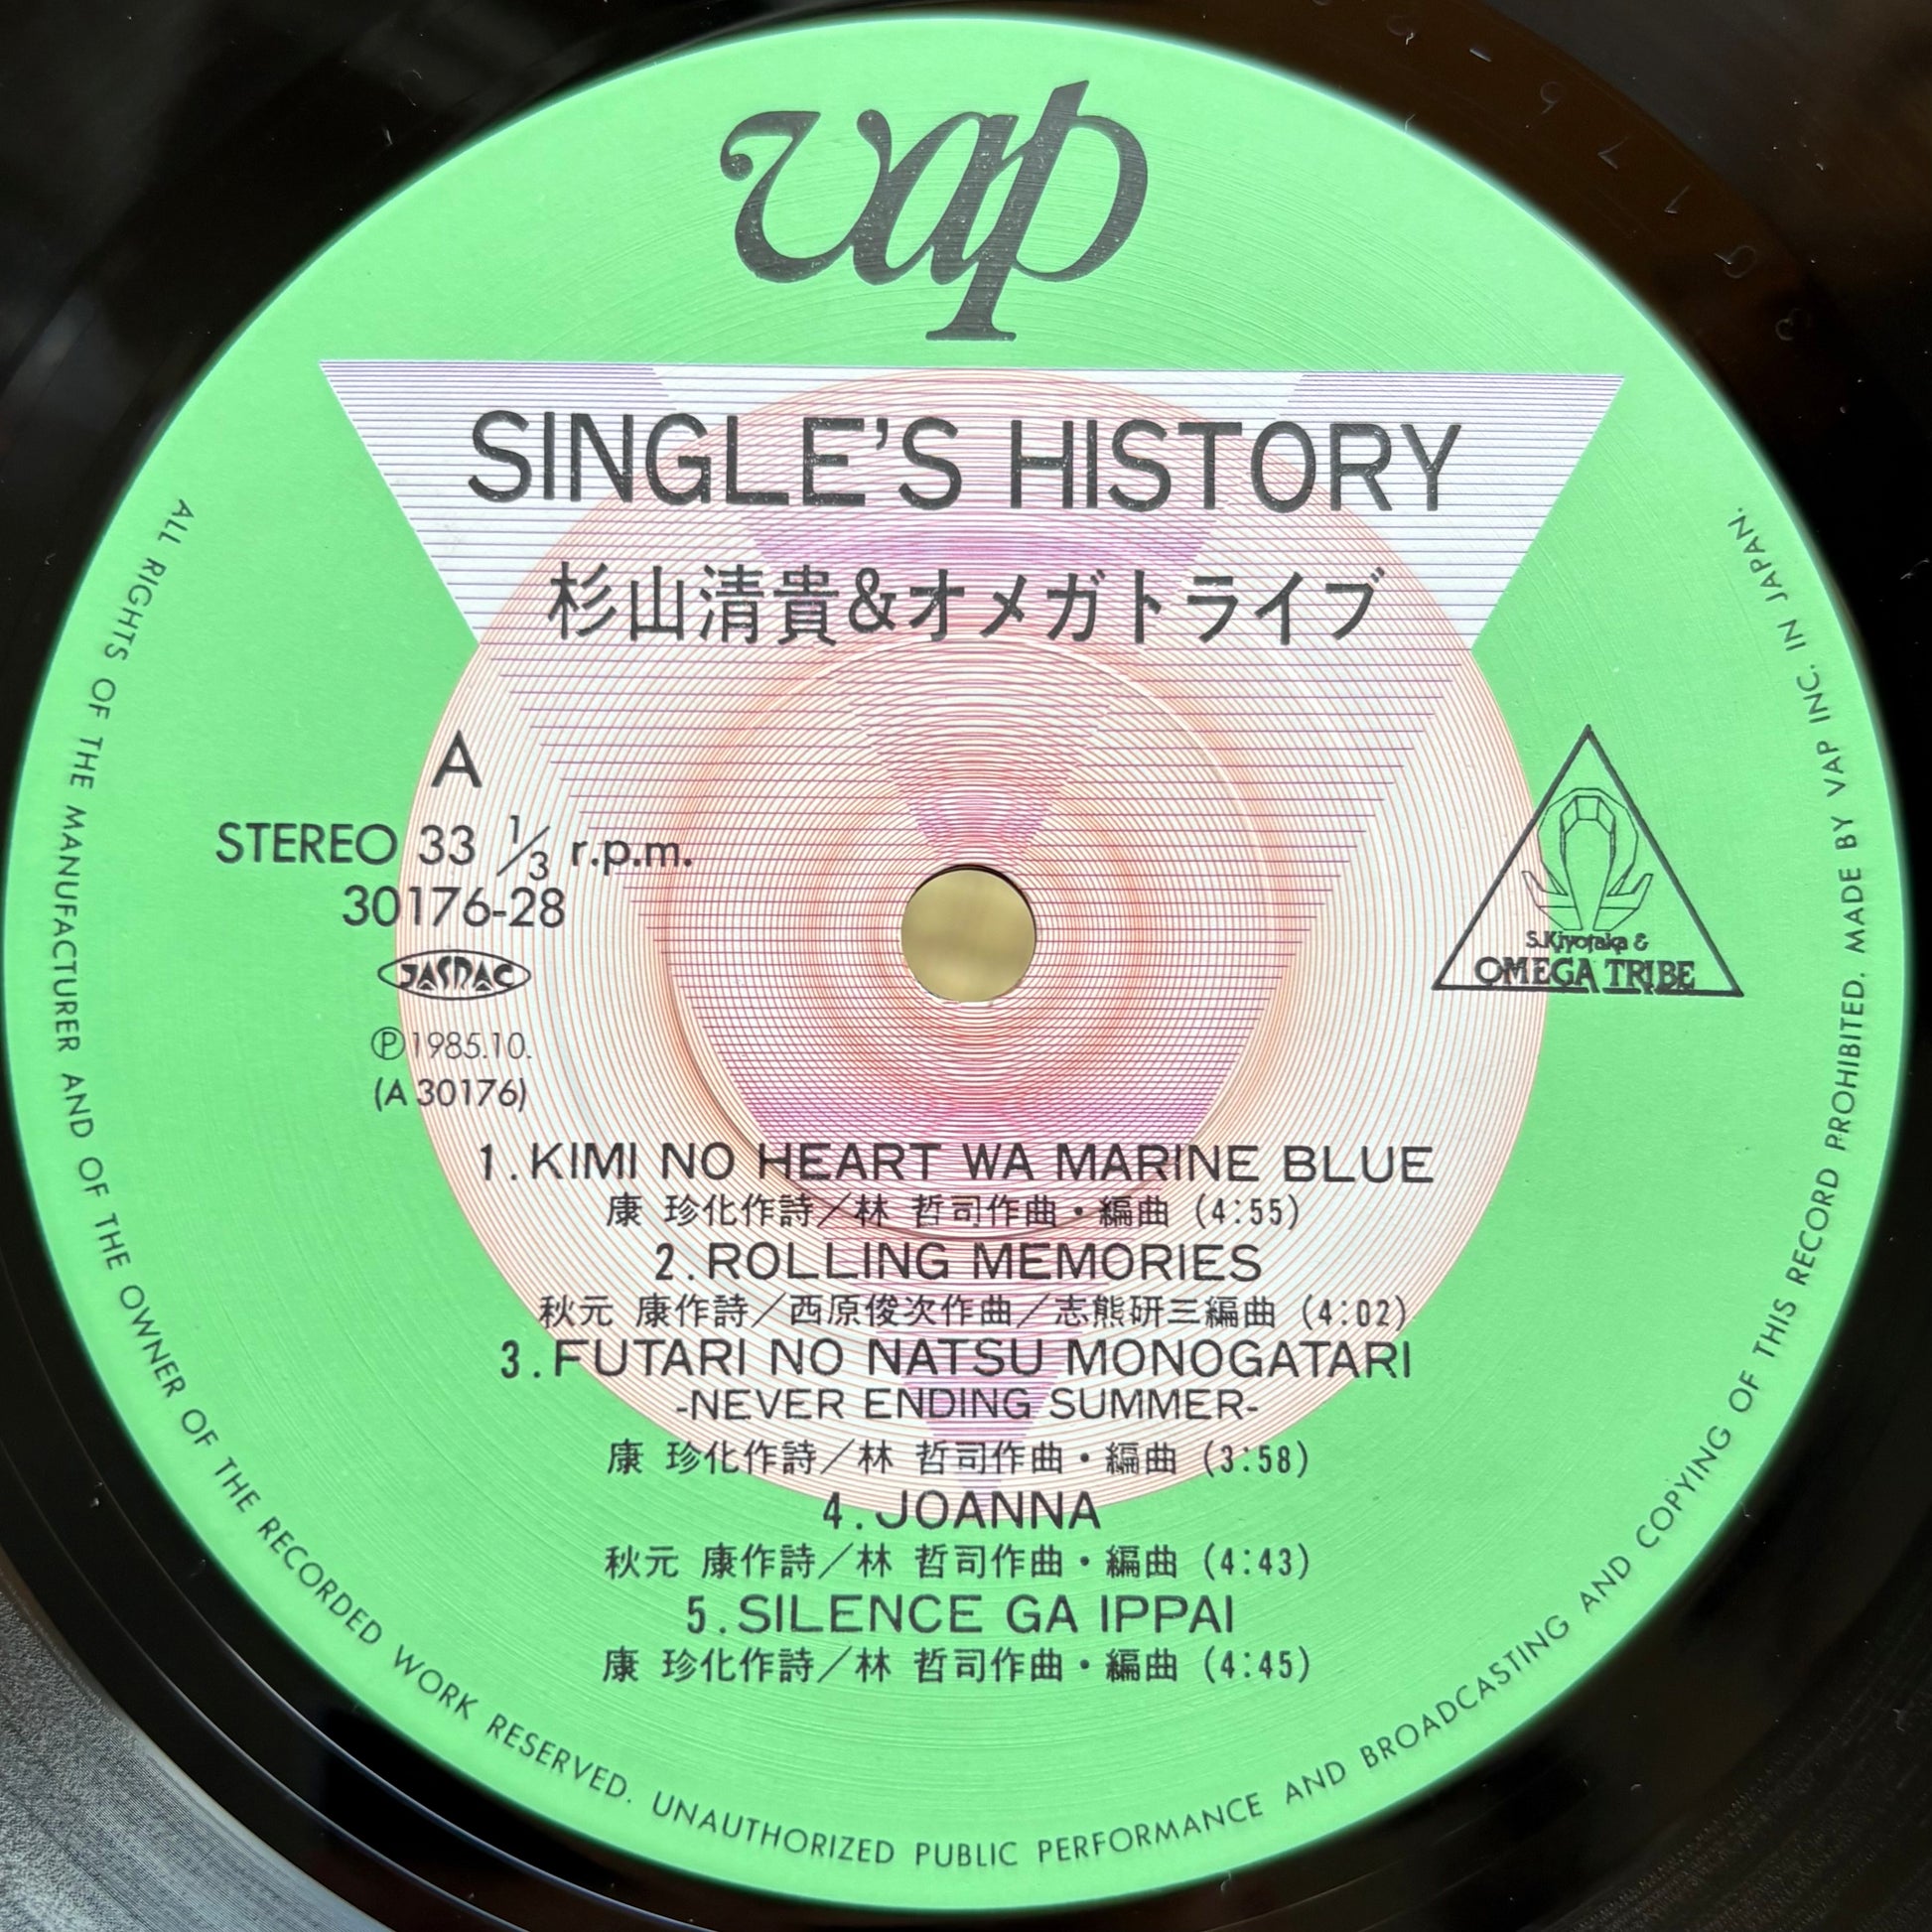 vap
SINGLE'S HISTORY
杉山清貴&オメガトライブ
A
STEREO 33 1/3 r.p.m.
30176-28
JASRAC
Ⓟ1985.10.
(A 30176)
S.Kiyotaka &
OMEGA TRIBE
1.KIMI NO HEART WA MARINE BLUE
康 珍化作詩/林 哲司作曲・編曲 (4:55)
2.ROLLING MEMORIES
秋元 康作詩/西原俊次作曲/志熊研三編曲 (4:02)
3.FUTARI NO NATSU MONOGATARI
-NEVER ENDING SUMMER-
康 珍化作詩/林 哲司作曲・編曲 (3:58)
4.JOANNA
秋元 康作詩/林 哲司作曲・編曲 (4:43)
5.SILENCE GA IPPAI
康 珍化作詩/林 哲司作曲・編曲 (4:45)
ALL RIGHTS OF THE MANUFACTURER AND OF THE OWNER OF THE RECORDED WORK RESERVED. UNAUTHORIZED PUBLIC PERFORMANCE AND BROADCASTING AND COPYING OF THIS RECORD PROHIBITED. MADE BY VAP INC. IN JAPAN.